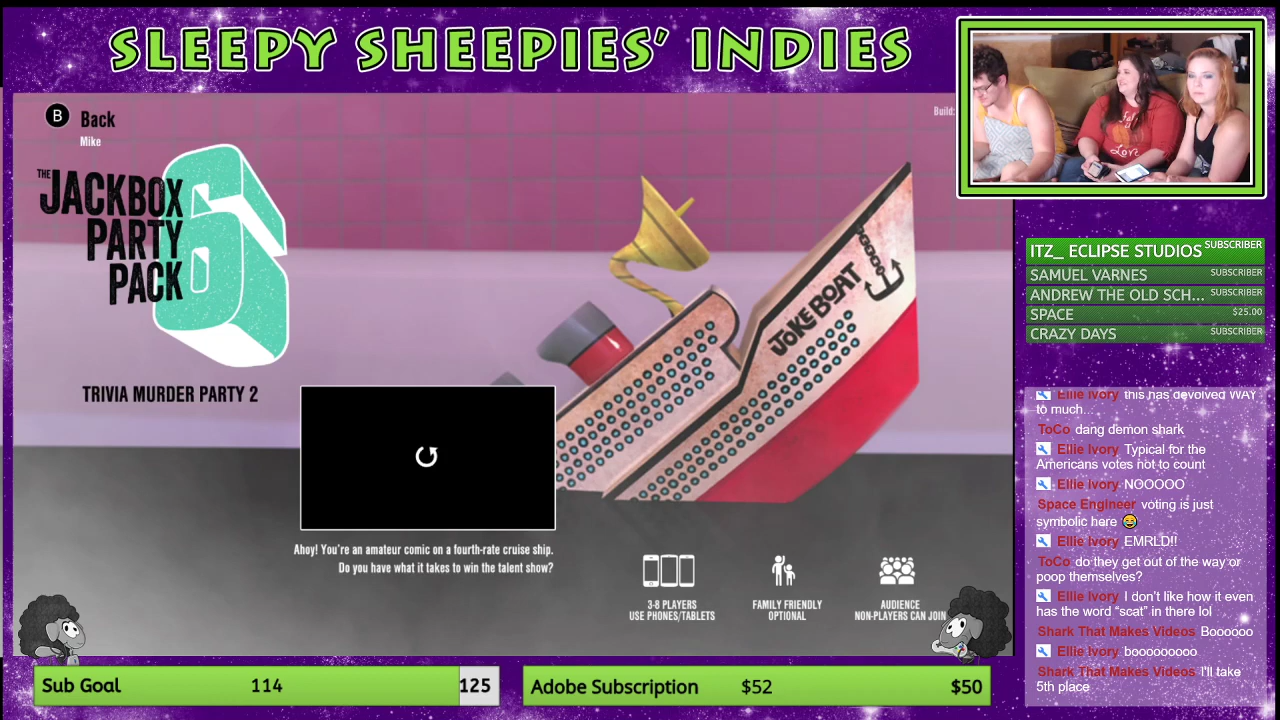 SLEEPY SHEEPIES' INDIES
B Back
Mike
Build:
THE
JACKBOX
PARTY
PACK
6
TRIVIA MURDER PARTY 2
JOKE BOAT
Ahoy! You're an amateur comic on a fourth-rate cruise ship.
Do you have what it takes to win the talent show?
3-8 PLAYERS
USE PHONES/TABLETS
FAMILY FRIENDLY
OPTIONAL
AUDIENCE
NON-PLAYERS CAN JOIN
Love
ITZ_ ECLIPSE STUDIOS SUBSCRIBER
SAMUEL VARNES SUBSCRIBER
ANDREW THE OLD SCH... SUBSCRIBER
SPACE $25.00
CRAZY DAYS SUBSCRIBER
Ellie Ivory this has devolved WAY
to much...
ToCo dang demon shark
Ellie Ivory Typical for the
Americans votes not to count
Ellie Ivory NOOOOO
Space Engineer voting is just
symbolic here 😂
Ellie Ivory EMRLD!!
ToCo do they get out of the way or
poop themselves?
Ellie Ivory I don't like how it even
has the word "scat" in there lol
Shark That Makes Videos Boooooo
Ellie Ivory booooooooo
Shark That Makes Videos I'll take
5th place
Sub Goal 114 125
Adobe Subscription $52 $50